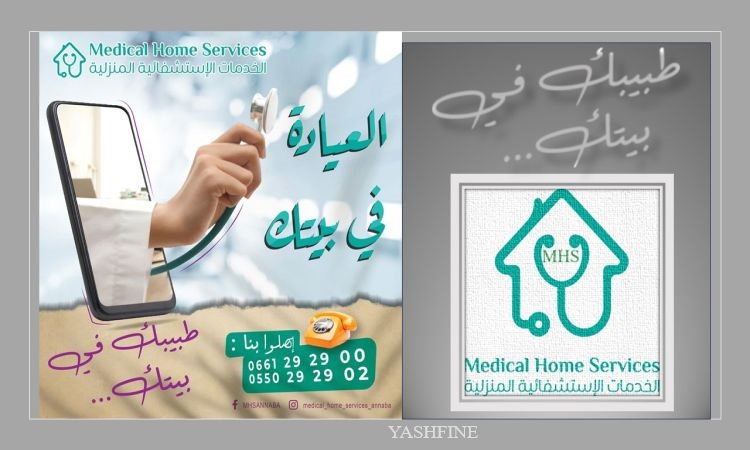 Medical Home Services
الخدمات الإستشفائية المنزلية
العيادة
في بيتك
طبيبك في
بيتك...
إتصلوا بنا :
0661 29 29 00
0550 29 29 02
MHSANNABA
medical_home_services_annaba
طبيبك في
بيتك...
MHS
Medical Home Services
الخدمات الإستشفائية المنزلية
YASHFINE